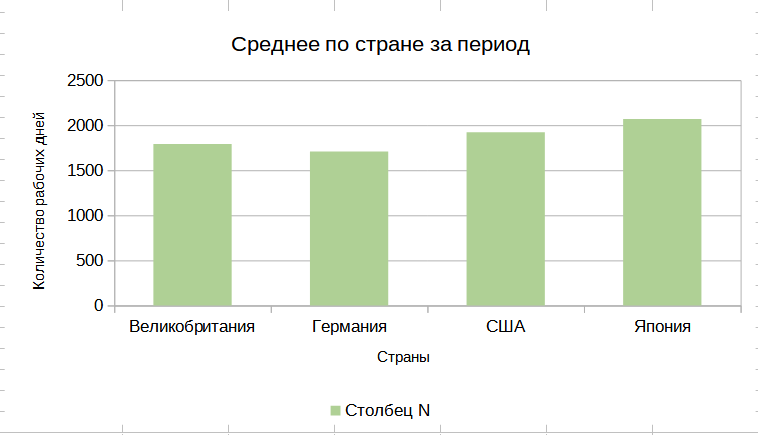 Среднее по стране за период
Количество рабочих дней
2500
2000
1500
1000
500
0
Великобритания Германия США Япония
Страны
Столбец N